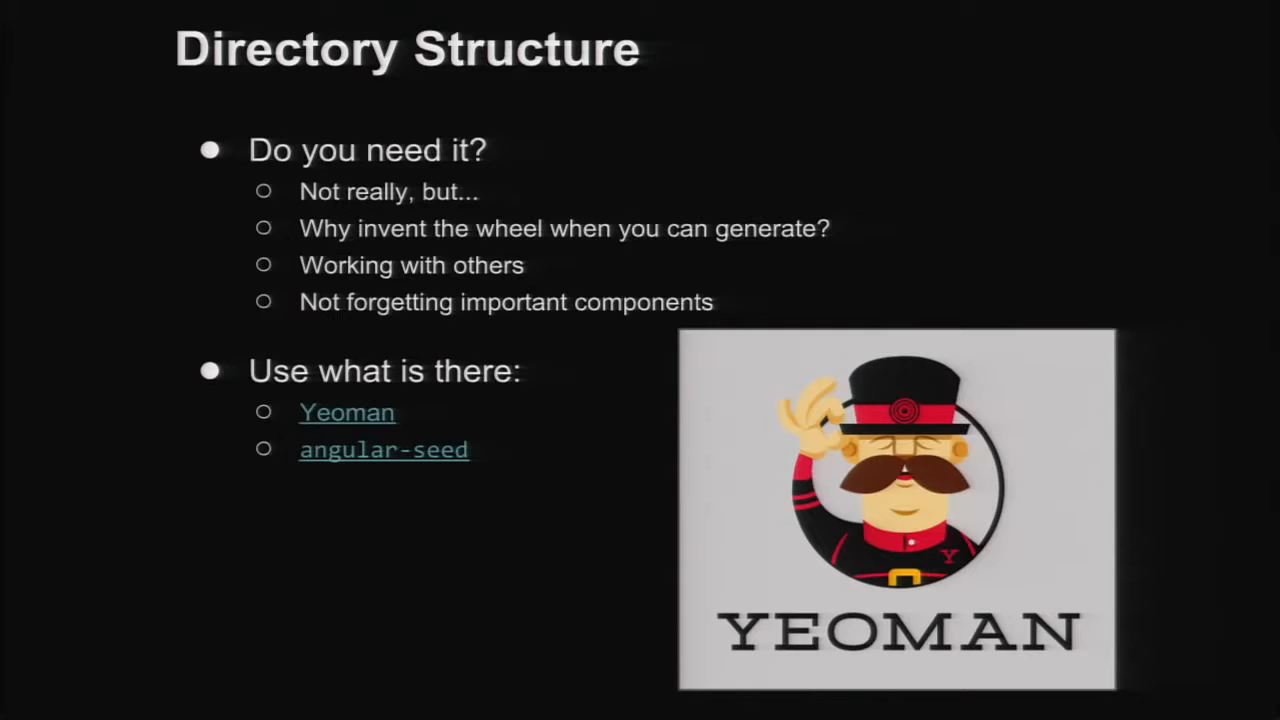 Directory Structure
● Do you need it?
○ Not really, but...
○ Why invent the wheel when you can generate?
○ Working with others
○ Not forgetting important components
● Use what is there:
○ Yeoman
○ angular-seed
Y
YEOMAN